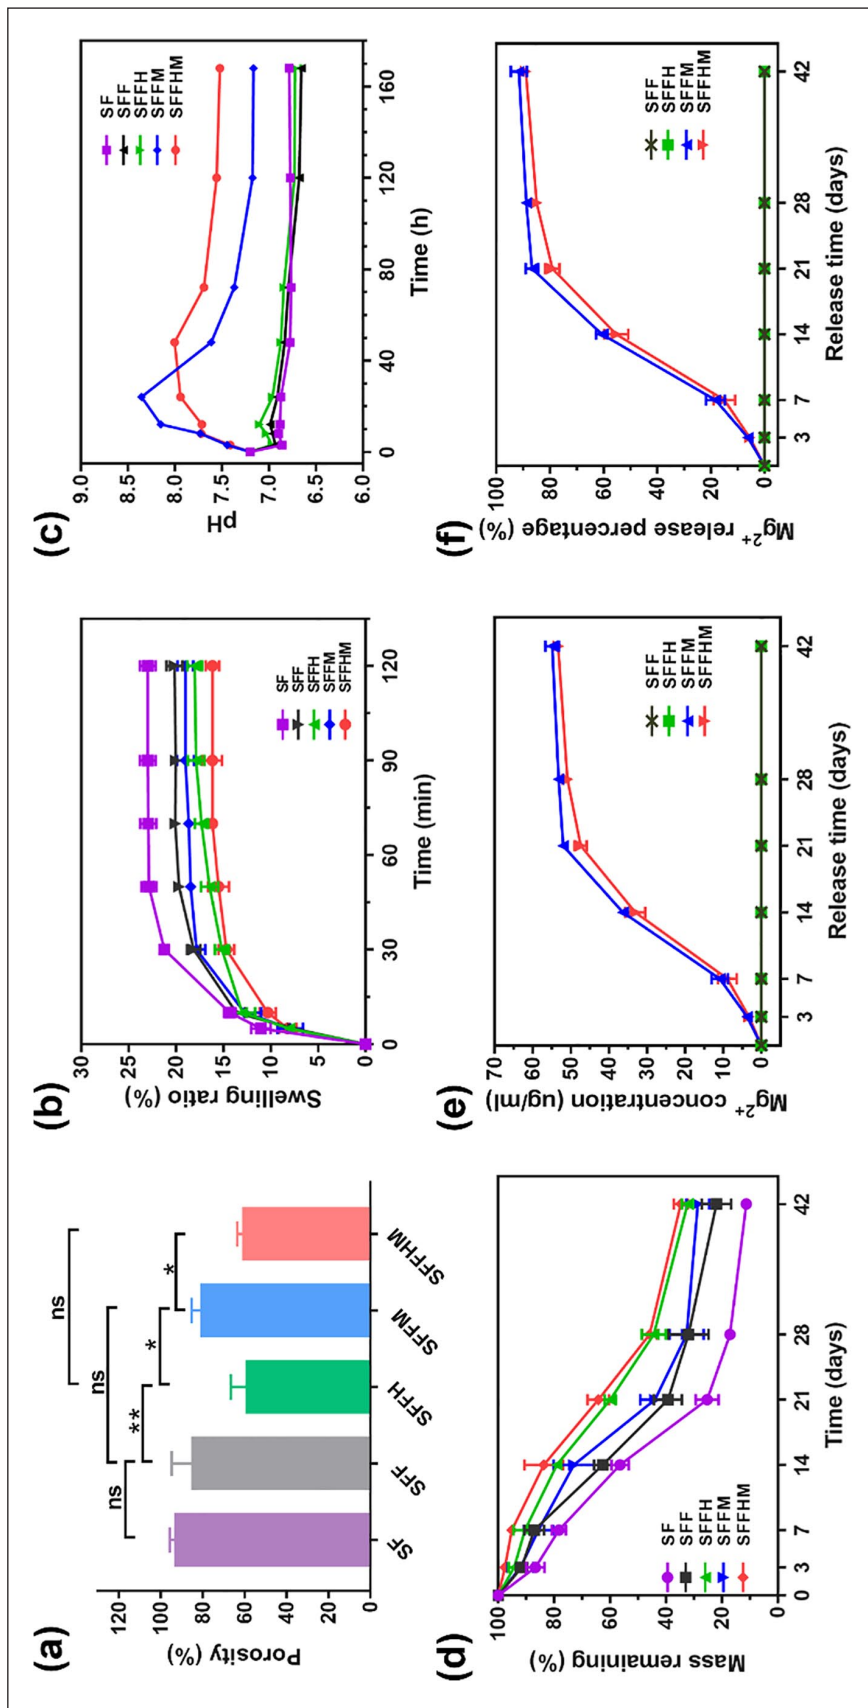 (a)
Porosity (%)
120
100
80
60
40
20
0
ns
**
ns
*
*
ns
SF
SFF
SFFH
SFFM
SFFHM
(b)
Swelling ratio (%)
30
25
20
15
10
5
0
0 30 60 90 120
Time (min)
SF
SFF
SFFH
SFFM
SFFHM
(c)
pH
9.0
8.5
8.0
7.5
7.0
6.5
6.0
0 40 80 120 160
Time (h)
SF
SFF
SFFH
SFFM
SFFHM
(d)
Mass remaining (%)
100
80
60
40
20
0
0 3 7 14 21 28 42
Time (days)
SF
SFF
SFFH
SFFM
SFFHM
(e)
Mg²⁺ concentration (ug/ml)
70
60
50
40
30
20
10
0
3 7 14 21 28 42
Release time (days)
SFF
SFFH
SFFM
SFFHM
(f)
Mg²⁺ release percentage (%)
100
80
60
40
20
0
3 7 14 21 28 42
Release time (days)
SFF
SFFH
SFFM
SFFHM